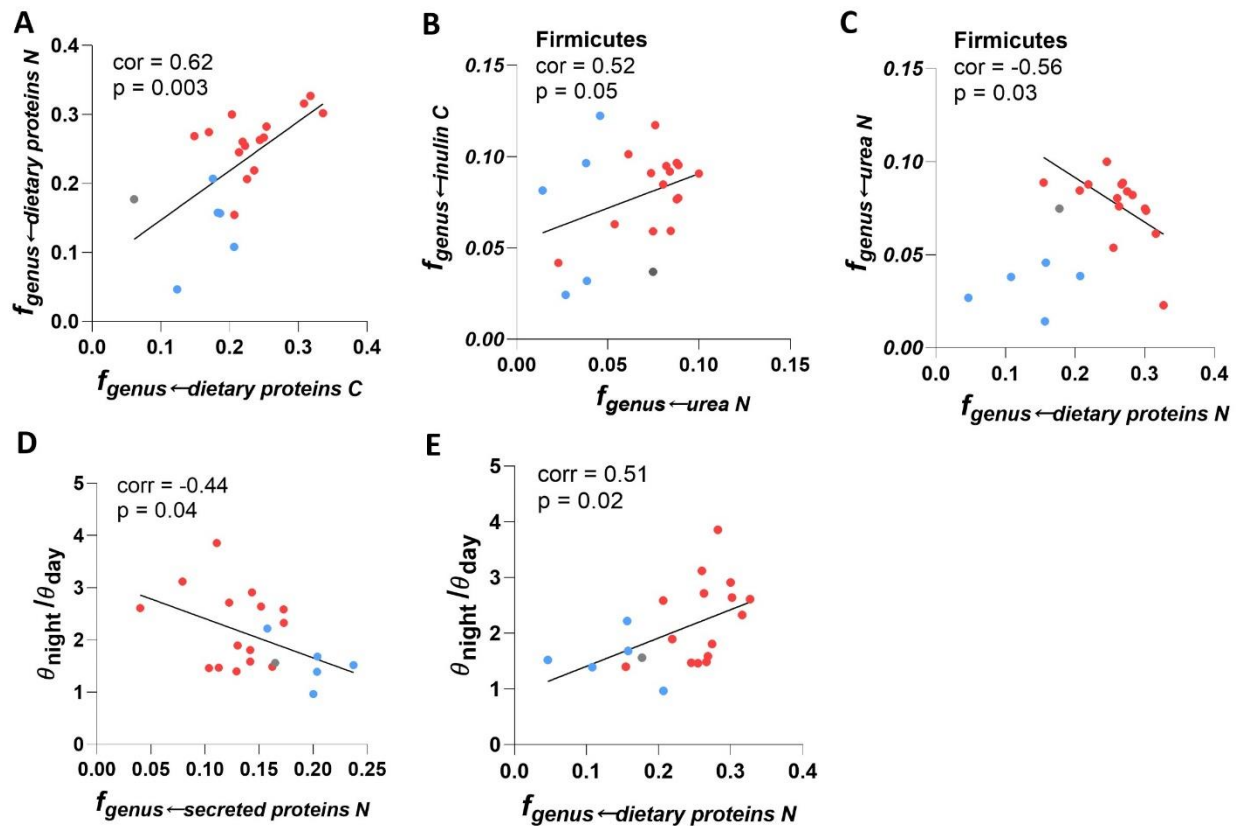 A
cor = 0.62
p = 0.003
f genus←dietary proteins N
0.4
0.3
0.2
0.1
0.0
0.0 0.1 0.2 0.3 0.4
f genus←dietary proteins C
B
Firmicutes
cor = 0.52
p = 0.05
f genus←inulin C
0.15
0.10
0.05
0.00
0.00 0.05 0.10 0.15
f genus←urea N
C
Firmicutes
cor = -0.56
p = 0.03
f genus←urea N
0.15
0.10
0.05
0.00
0.0 0.1 0.2 0.3 0.4
f genus←dietary proteins N
D
corr = -0.44
p = 0.04
θnight /θday
5
4
3
2
1
0
0.00 0.05 0.10 0.15 0.20 0.25
f genus←secreted proteins N
E
corr = 0.51
p = 0.02
θnight /θday
5
4
3
2
1
0
0.0 0.1 0.2 0.3 0.4
f genus←dietary proteins N